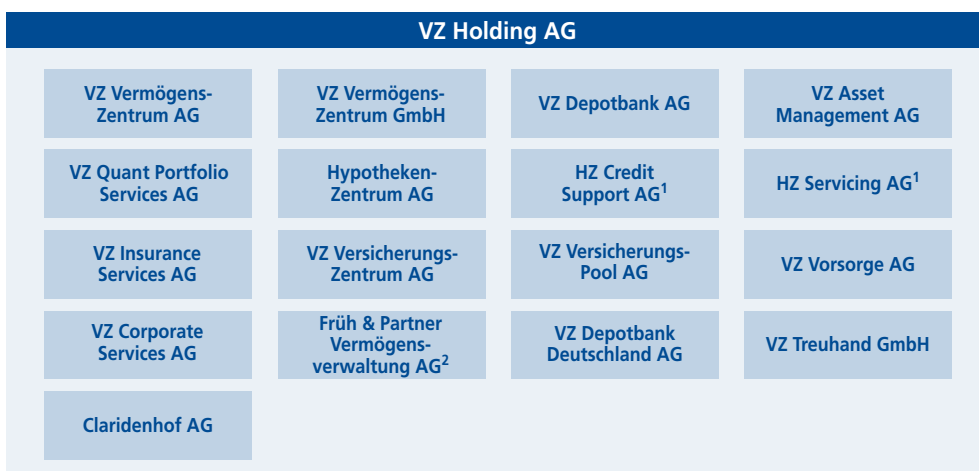 VZ Holding AG
VZ Vermögens-
Zentrum AG
VZ Vermögens-
Zentrum GmbH
VZ Depotbank AG
VZ Asset
Management AG
VZ Quant Portfolio
Services AG
Hypotheken-
Zentrum AG
HZ Credit
Support AG¹
HZ Servicing AG¹
VZ Insurance
Services AG
VZ Versicherungs-
Zentrum AG
VZ Versicherungs-
Pool AG
VZ Vorsorge AG
VZ Corporate
Services AG
Früh & Partner
Vermögens-
verwaltung AG²
VZ Depotbank
Deutschland AG
VZ Treuhand GmbH
Claridenhof AG